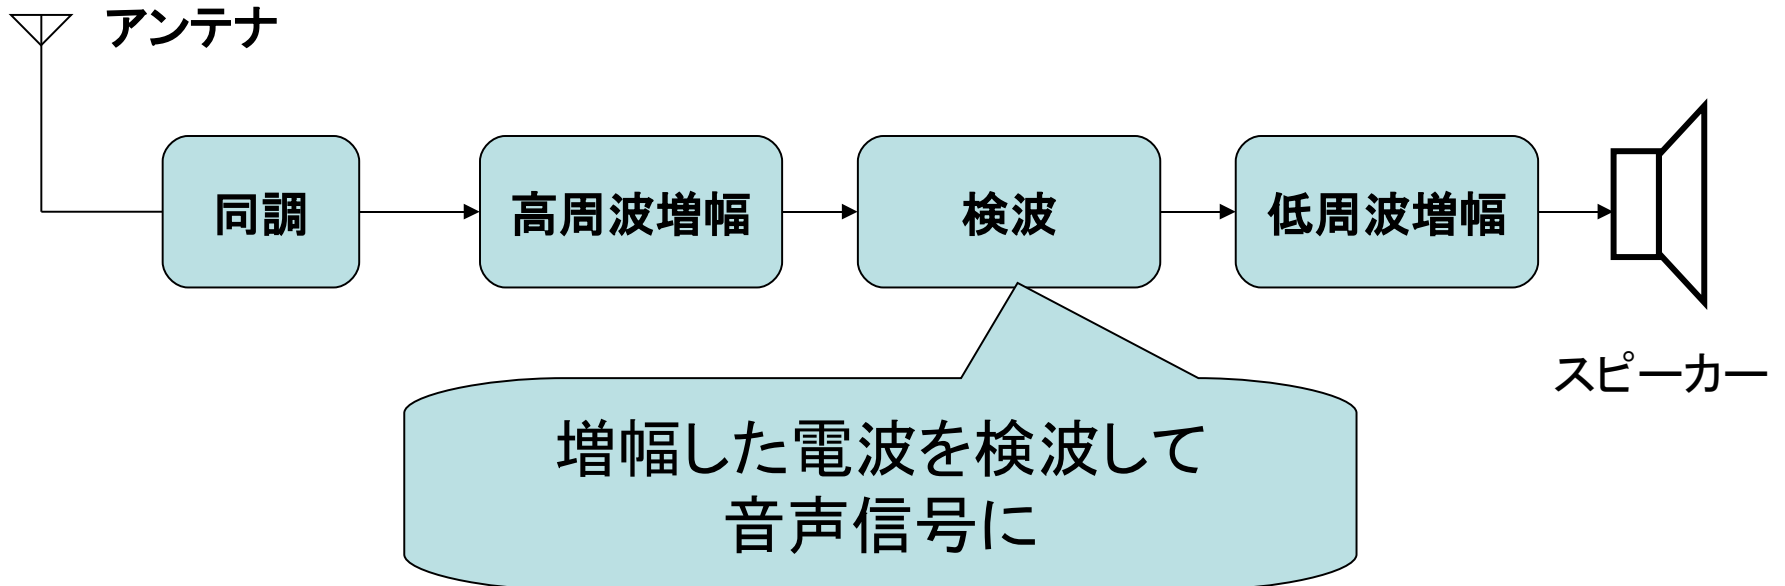 アンテナ
同調
高周波増幅
検波
低周波増幅
スピーカー
増幅した電波を検波して
音声信号に